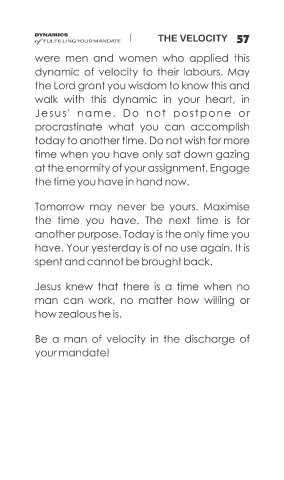 DYNAMICS
of FULFILLING YOUR MANDATE | THE VELOCITY 57
were men and women who applied this
dynamic of velocity to their labours. May
the Lord grant you wisdom to know this and
walk with this dynamic in your heart, in
Jesus' name. Do not postpone or
procrastinate what you can accomplish
today to another time. Do not wish for more
time when you have only sat down gazing
at the enormity of your assignment. Engage
the time you have in hand now.

Tomorrow may never be yours. Maximise
the time you have. The next time is for
another purpose. Today is the only time you
have. Your yesterday is of no use again. It is
spent and cannot be brought back.

Jesus knew that there is a time when no
man can work, no matter how willing or
how zealous he is.

Be a man of velocity in the discharge of
your mandate!